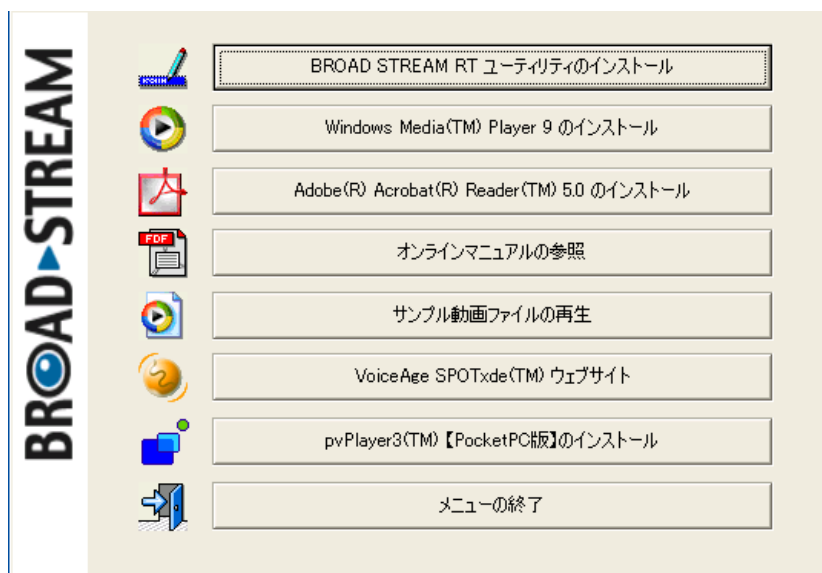 BROAD STREAM
BROAD STREAM RT ユーティリティのインストール
Windows Media(TM) Player 9 のインストール
Adobe(R) Acrobat(R) Reader(TM) 5.0 のインストール
PDF
オンラインマニュアルの参照
サンプル動画ファイルの再生
VoiceAge SPOTxde(TM) ウェブサイト
pvPlayer3(TM)【PocketPC版】のインストール
メニューの終了